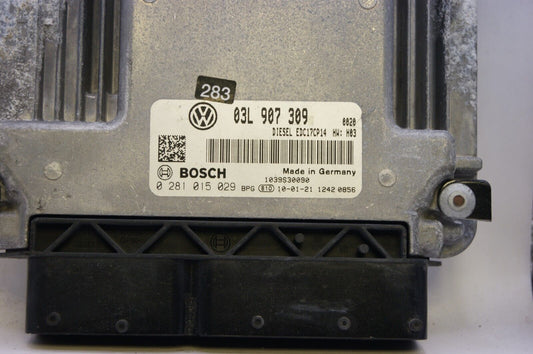 283
03L 907 309
0020
DIESEL EDC17CP14 HW: H03
BOSCH
Made in Germany
1039S30090
0 281 015 029 BPG 81D 10-01-21 1242 0856